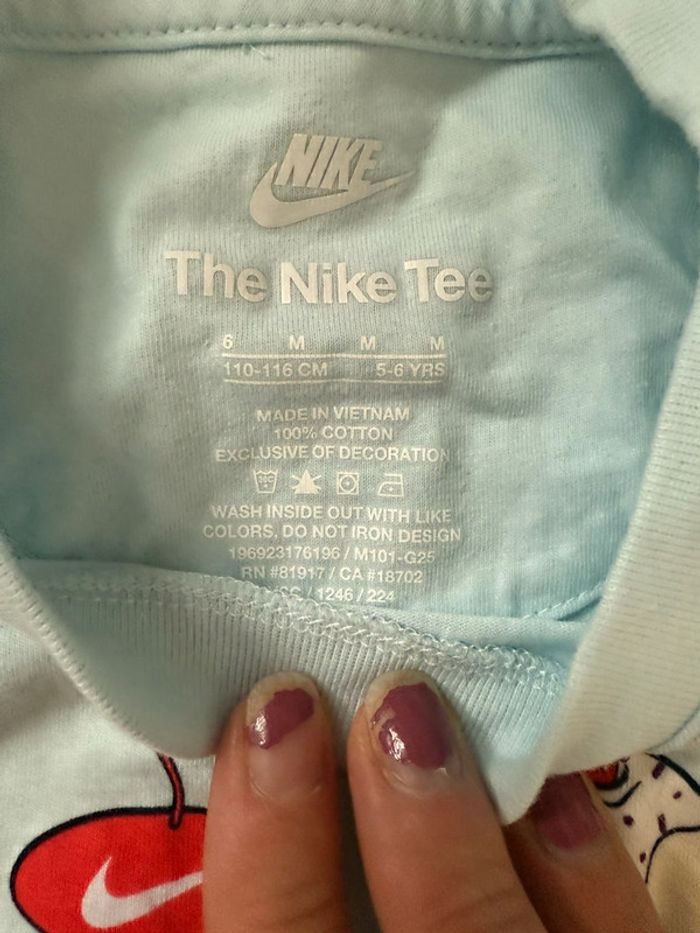 NIKE
The Nike Tee
6 M M M
110-116 CM 5-6 YRS
MADE IN VIETNAM
100% COTTON
EXCLUSIVE OF DECORATION
WASH INSIDE OUT WITH LIKE
COLORS, DO NOT IRON DESIGN
196923176196 / M101-G25
RN #81917 / CA #18702
/ 1246 / 224